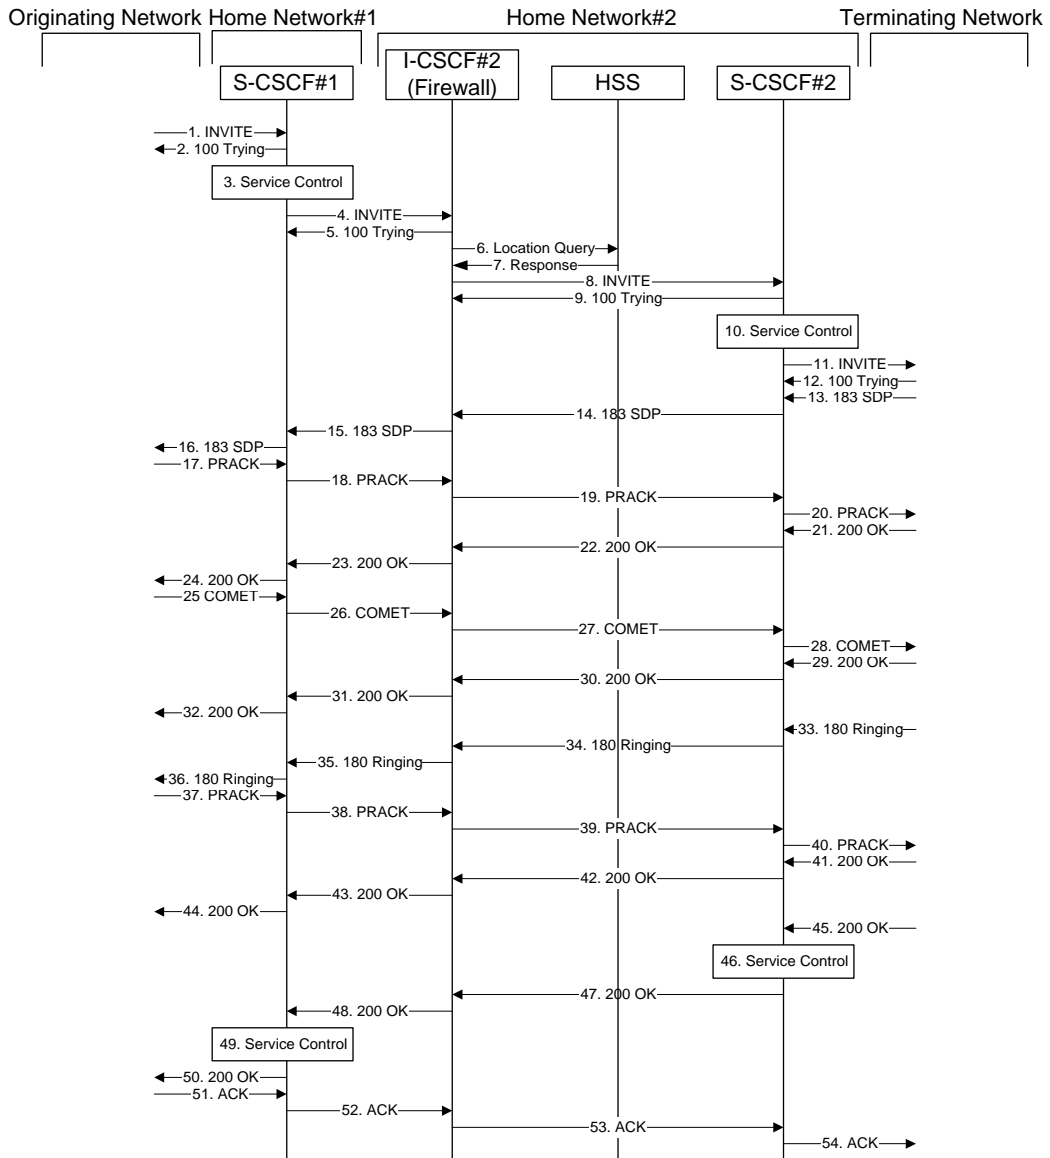 Originating Network Home Network#1 Home Network#2 Terminating Network
I-CSCF#2
(Firewall)
S-CSCF#1 HSS S-CSCF#2
1. INVITE
2. 100 Trying
3. Service Control
4. INVITE
5. 100 Trying
6. Location Query
7. Response
8. INVITE
9. 100 Trying
10. Service Control
11. INVITE
12. 100 Trying
13. 183 SDP
14. 183 SDP
15. 183 SDP
16. 183 SDP
17. PRACK
18. PRACK
19. PRACK
20. PRACK
21. 200 OK
22. 200 OK
23. 200 OK
24. 200 OK
25 COMET
26. COMET
27. COMET
28. COMET
29. 200 OK
30. 200 OK
31. 200 OK
32. 200 OK
33. 180 Ringing
34. 180 Ringing
35. 180 Ringing
36. 180 Ringing
37. PRACK
38. PRACK
39. PRACK
40. PRACK
41. 200 OK
42. 200 OK
43. 200 OK
44. 200 OK
45. 200 OK
46. Service Control
47. 200 OK
48. 200 OK
49. Service Control
50. 200 OK
51. ACK
52. ACK
53. ACK
54. ACK